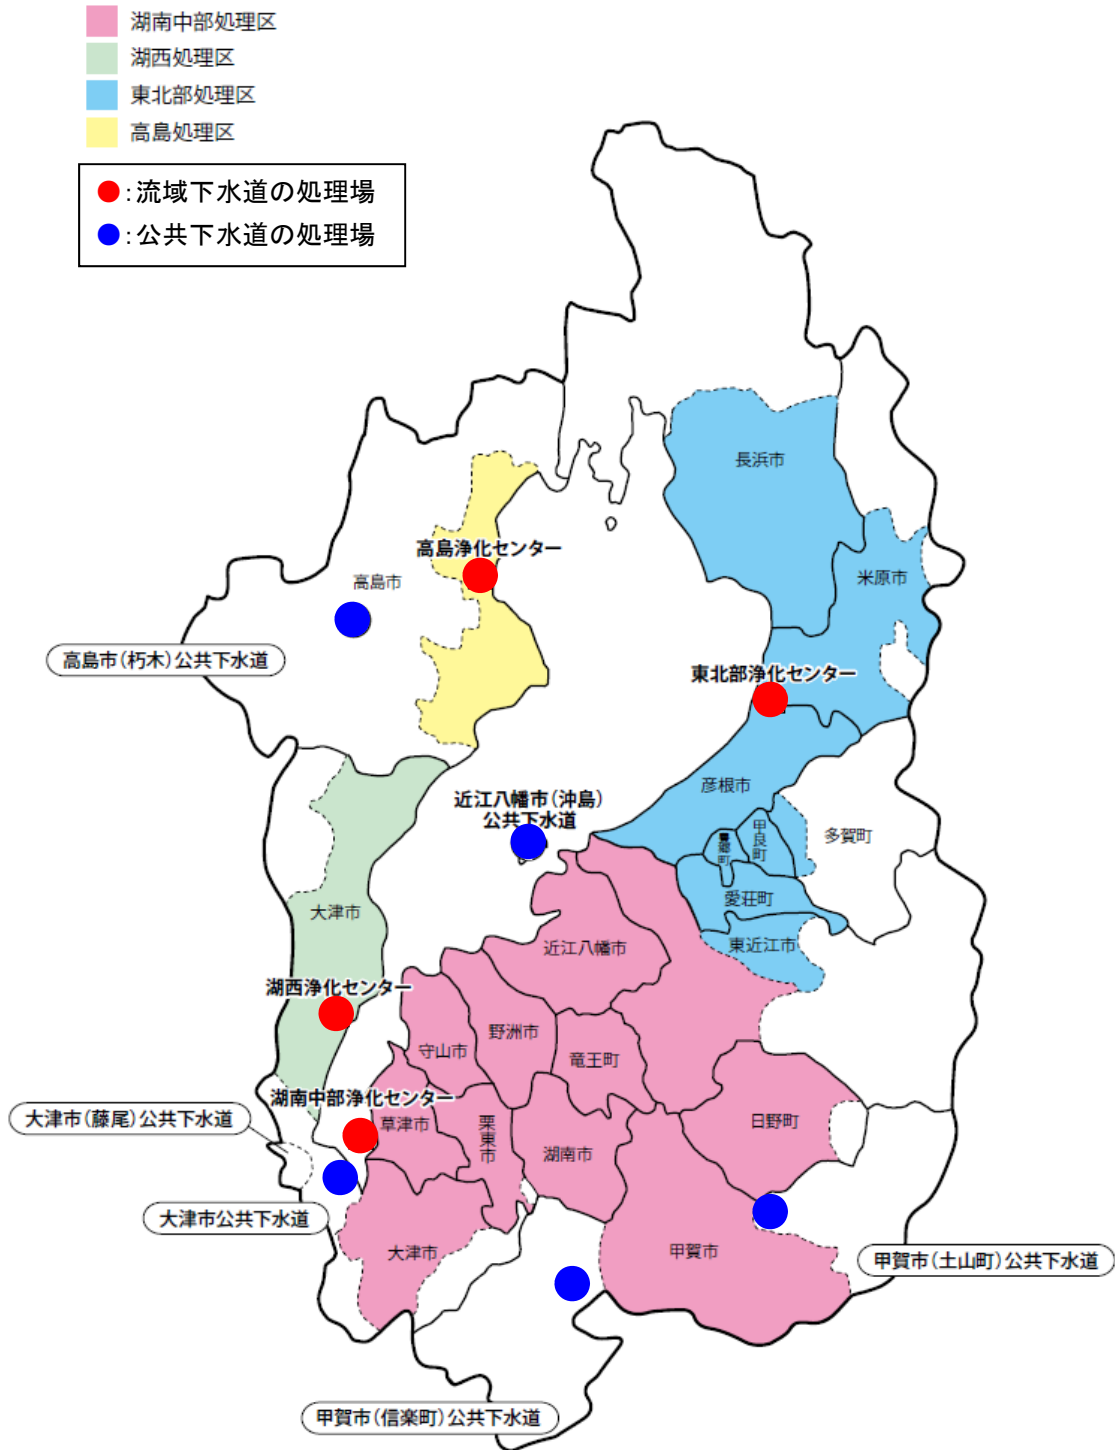 湖南中部処理区
湖西処理区
東北部処理区
高島処理区
●:流域下水道の処理場
●:公共下水道の処理場
長浜市
高島浄化センター
高島市
米原市
高島市(朽木)公共下水道
東北部浄化センター
彦根市
近江八幡市(沖島)
公共下水道
甲良町
豊郷町
多賀町
愛荘町
大津市
東近江市
近江八幡市
湖西浄化センター
野洲市
守山市
竜王町
湖南中部浄化センター
大津市(藤尾)公共下水道
草津市
栗東市
湖南市
日野町
大津市公共下水道
大津市
甲賀市
甲賀市(土山町)公共下水道
甲賀市(信楽町)公共下水道